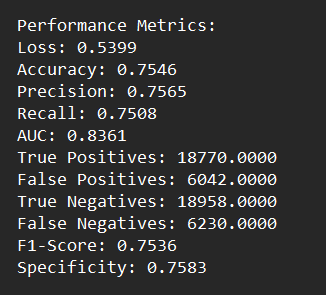 Performance Metrics:
Loss: 0.5399
Accuracy: 0.7546
Precision: 0.7565
Recall: 0.7508
AUC: 0.8361
True Positives: 18770.0000
False Positives: 6042.0000
True Negatives: 18958.0000
False Negatives: 6230.0000
F1-Score: 0.7536
Specificity: 0.7583